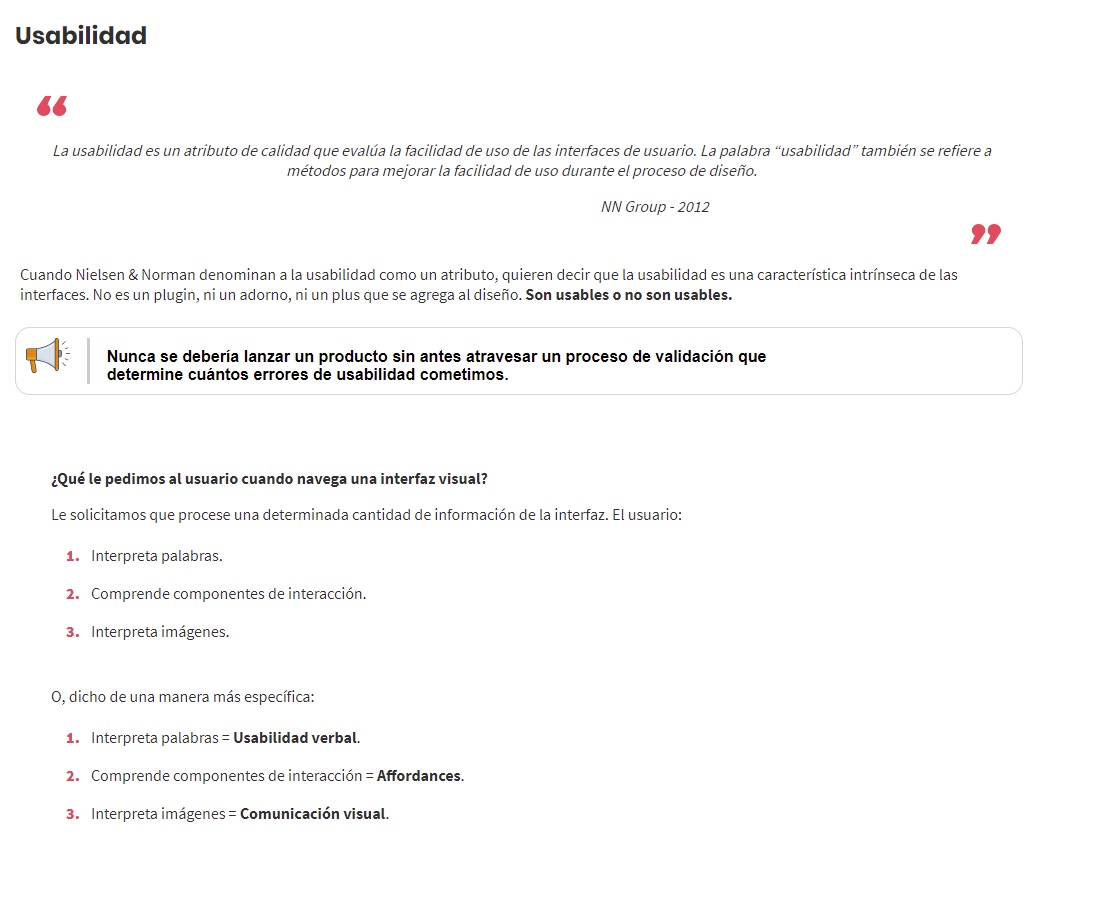 Usabilidad
“
La usabilidad es un atributo de calidad que evalúa la facilidad de uso de las interfaces de usuario. La palabra “usabilidad” también se refiere a
métodos para mejorar la facilidad de uso durante el proceso de diseño.
NN Group - 2012
”
Cuando Nielsen & Norman denominan a la usabilidad como un atributo, quieren decir que la usabilidad es una característica intrínseca de las
interfaces. No es un plugin, ni un adorno, ni un plus que se agrega al diseño. Son usables o no son usables.
Nunca se debería lanzar un producto sin antes atravesar un proceso de validación que
determine cuántos errores de usabilidad cometimos.
¿Qué le pedimos al usuario cuando navega una interfaz visual?
Le solicitamos que procese una determinada cantidad de información de la interfaz. El usuario:
1. Interpreta palabras.
2. Comprende componentes de interacción.
3. Interpreta imágenes.
O, dicho de una manera más específica:
1. Interpreta palabras = Usabilidad verbal.
2. Comprende componentes de interacción = Affordances.
3. Interpreta imágenes = Comunicación visual.